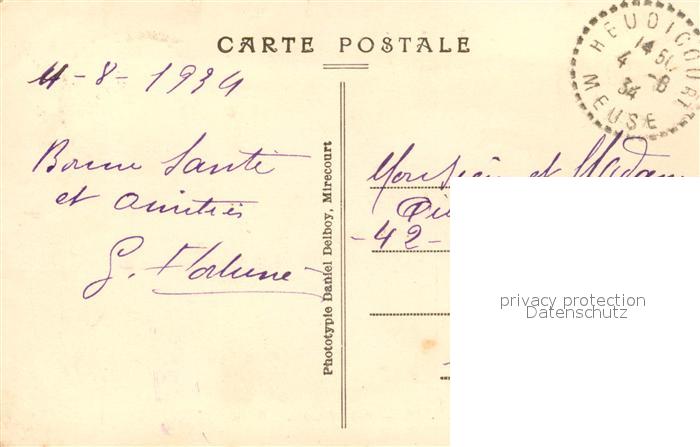 CARTE POSTALE
4-8-1934
Bonne Santé
et amitiés
G.
Phototypie Daniel Delboy, Mirecourt
HEUDICOURT
14 50
4 -8
34
MEUSE
Monsieur et Madam
-42-
privacy protection
Datenschutz